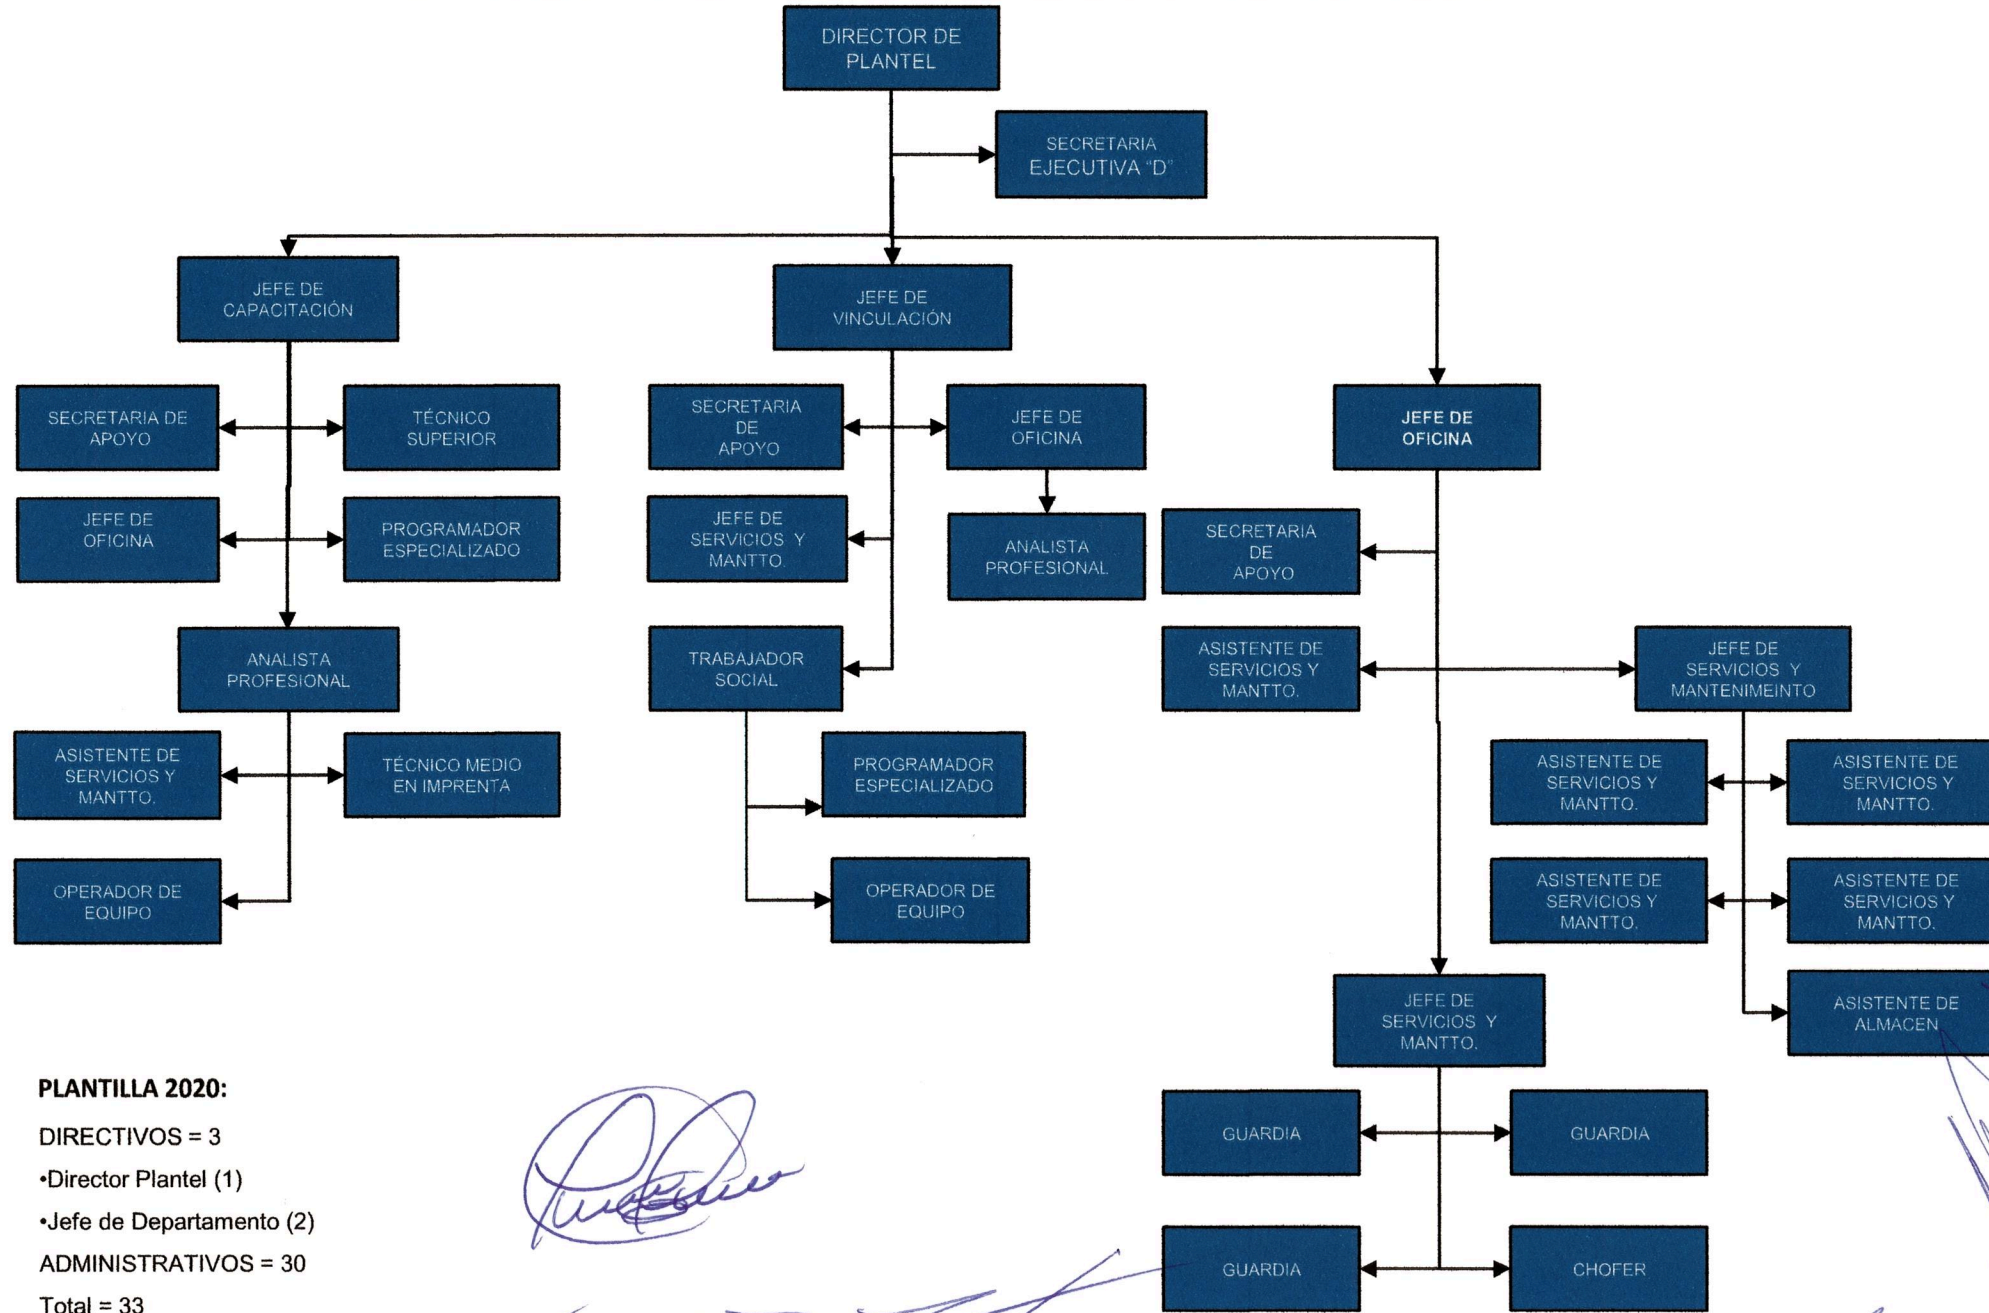 DIRECTOR DE
PLANTEL
SECRETARIA
EJECUTIVA “D”
JEFE DE
CAPACITACIÓN
JEFE DE
VINCULACIÓN
JEFE DE
OFICINA
SECRETARIA DE
APOYO
TÉCNICO
SUPERIOR
JEFE DE
OFICINA
PROGRAMADOR
ESPECIALIZADO
ANALISTA
PROFESIONAL
ASISTENTE DE
SERVICIOS Y
MANTTO.
TÉCNICO MEDIO
EN IMPRENTA
OPERADOR DE
EQUIPO
SECRETARIA
DE
APOYO
JEFE DE
OFICINA
JEFE DE
SERVICIOS Y
MANTTO.
ANALISTA
PROFESIONAL
TRABAJADOR
SOCIAL
PROGRAMADOR
ESPECIALIZADO
OPERADOR DE
EQUIPO
SECRETARIA
DE
APOYO
ASISTENTE DE
SERVICIOS Y
MANTTO.
JEFE DE
SERVICIOS Y
MANTENIMEINTO
ASISTENTE DE
SERVICIOS Y
MANTTO.
ASISTENTE DE
SERVICIOS Y
MANTTO.
ASISTENTE DE
SERVICIOS Y
MANTTO.
ASISTENTE DE
SERVICIOS Y
MANTTO.
ASISTENTE DE
ALMACEN
JEFE DE
SERVICIOS Y
MANTTO.
GUARDIA
GUARDIA
GUARDIA
CHOFER
PLANTILLA 2020:
DIRECTIVOS = 3
•Director Plantel (1)
•Jefe de Departamento (2)
ADMINISTRATIVOS = 30
Total = 33